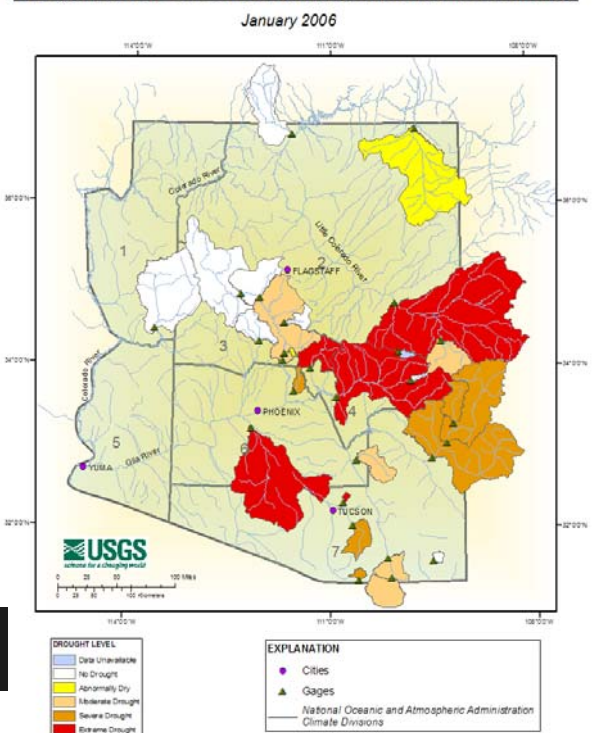 January 2006
114°0'0"W
111°0'0"W
108°0'0"W
36°0'0"N
36°0'0"N
Colorado River
Little Colorado River
1
2
FLAGSTAFF
3
34°0'0"N
34°0'0"N
Colorado River
PHOENIX
4
5
6
Gila River
YUMA
TUCSON
32°0'0"N
32°0'0"N
7
USGS
science for a changing world
0 25 50 100 Miles
0 25 50 100 Kilometers
114°0'0"W
111°0'0"W
108°0'0"W
DROUGHT LEVEL
Data Unavailable
No Drought
Abnormally Dry
Moderate Drought
Severe Drought
Extreme Drought
EXPLANATION
Cities
Gages
National Oceanic and Atmospheric Administration
Climate Divisions